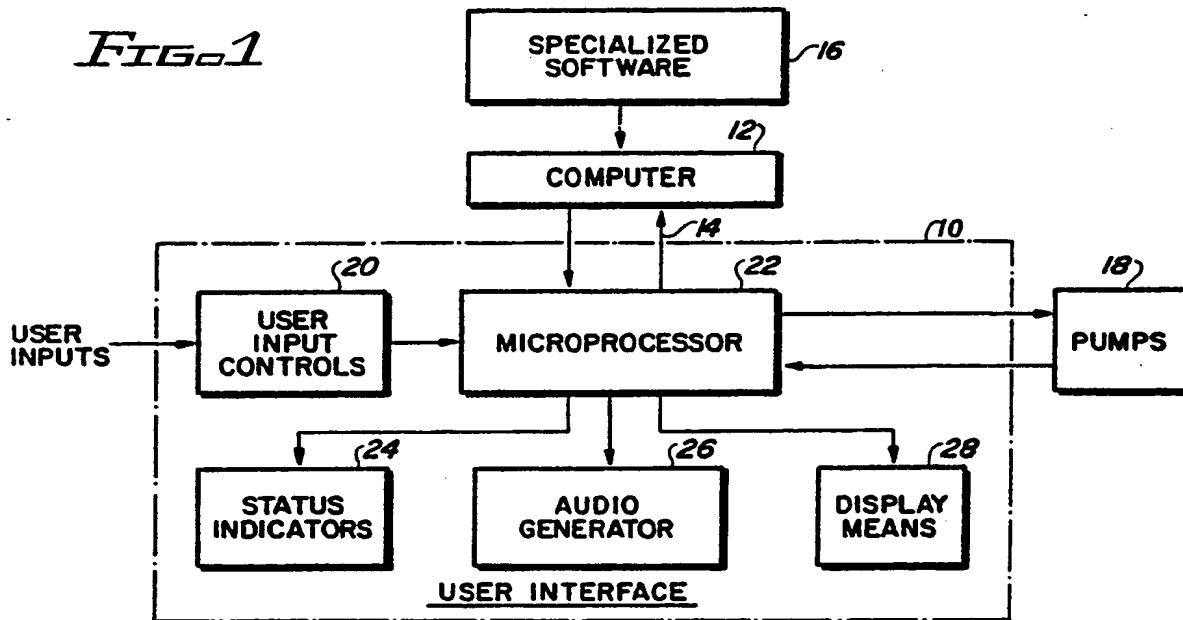 FIG. 1
SPECIALIZED
SOFTWARE
16
12
COMPUTER
14
10
20
22
18
USER
INPUTS
USER
INPUT
CONTROLS
MICROPROCESSOR
PUMPS
24
26
28
STATUS
INDICATORS
AUDIO
GENERATOR
DISPLAY
MEANS
USER INTERFACE